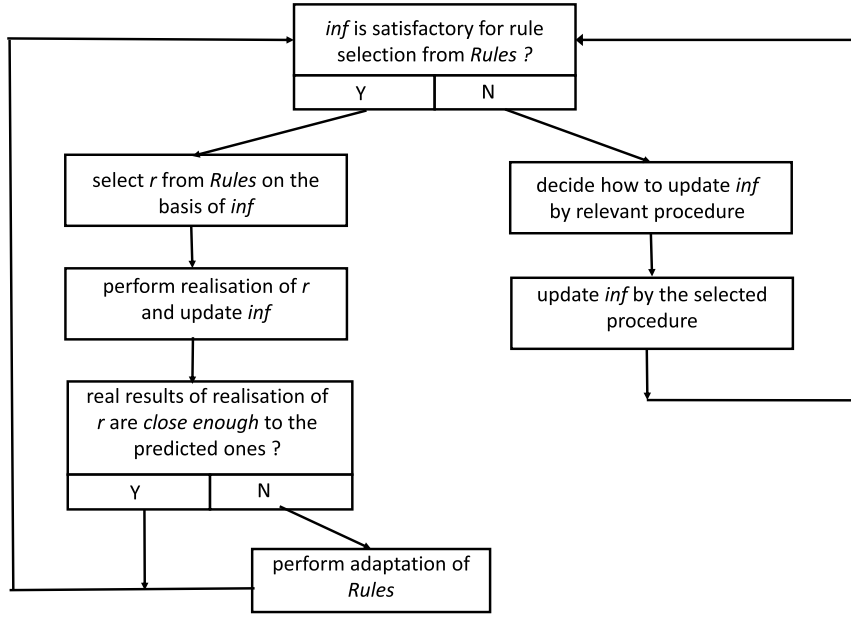 inf is satisfactory for rule
selection from Rules ?
Y
N
select r from Rules on the
basis of inf
decide how to update inf
by relevant procedure
perform realisation of r
and update inf
update inf by the selected
procedure
real results of realisation of
r are close enough to the
predicted ones ?
Y
N
perform adaptation of
Rules